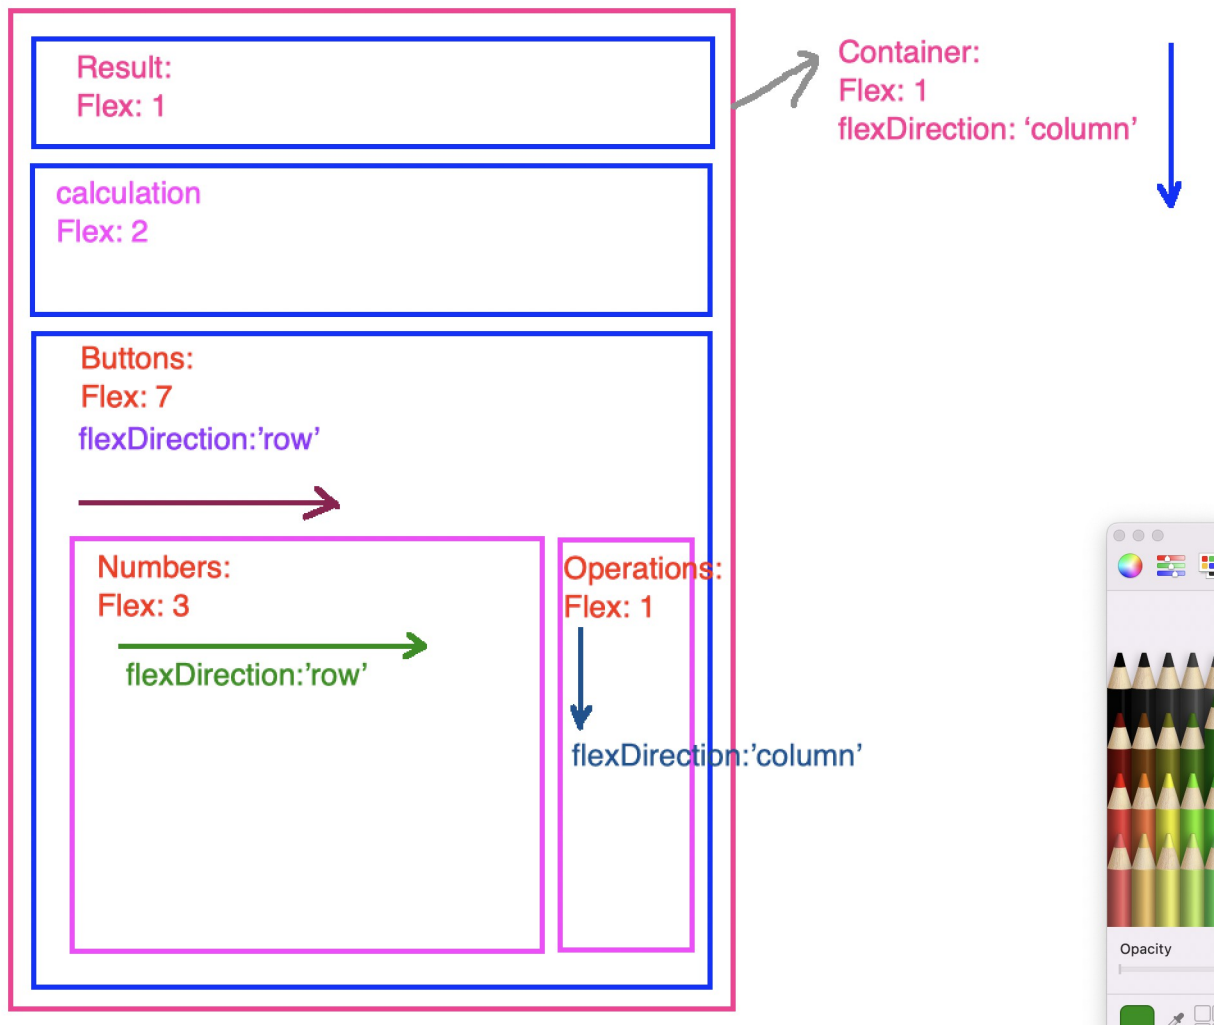 Result:
Flex: 1
Container:
Flex: 1
flexDirection: ‘column’
calculation
Flex: 2
Buttons:
Flex: 7
flexDirection:’row’
Numbers:
Flex: 3
flexDirection:’row’
Operations:
Flex: 1
flexDirection:’column’
Opacity